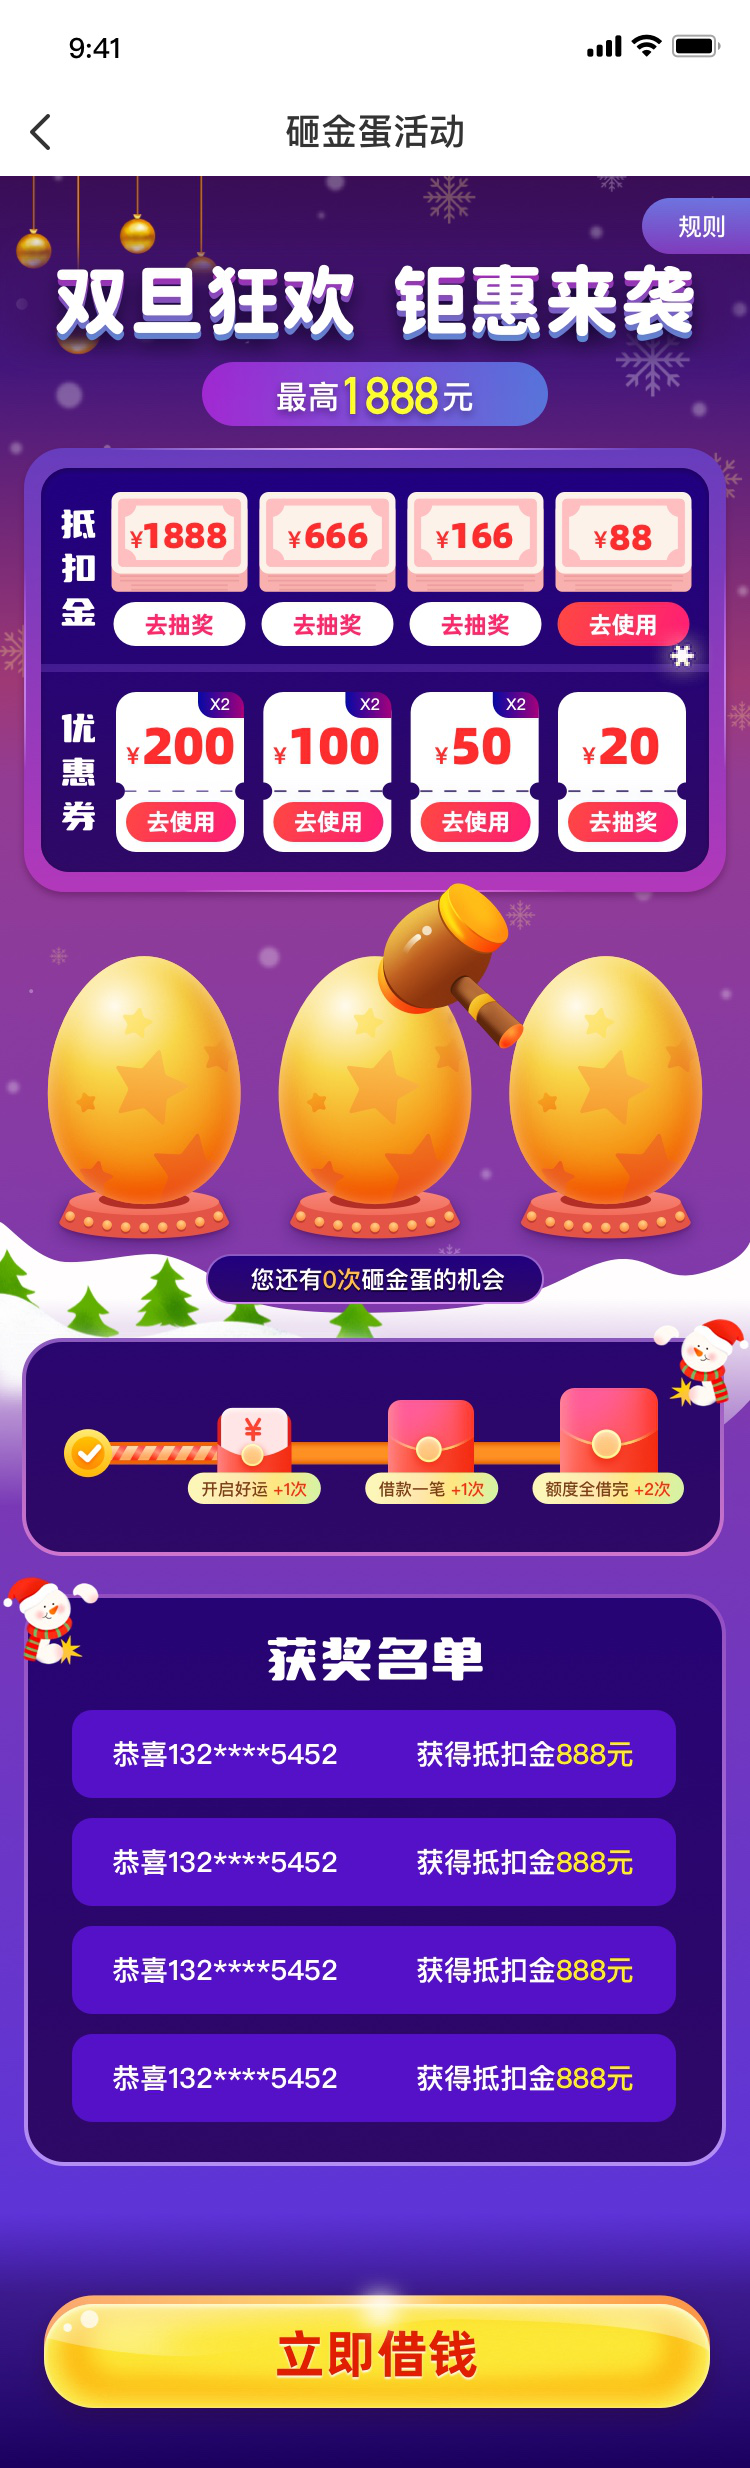 9:41
砸金蛋活动
规则
双旦狂欢 钜惠来袭
最高1888元
抵扣金
¥1888 ¥666 ¥166 ¥88
去抽奖 去抽奖 去抽奖 去使用
优惠券
X2 X2 X2
¥200 ¥100 ¥50 ¥20
去使用 去使用 去使用 去抽奖
您还有0次砸金蛋的机会
¥
开启好运 +1次 借款一笔 +1次 额度全借完 +2次
获奖名单
恭喜132****5452 获得抵扣金888元
恭喜132****5452 获得抵扣金888元
恭喜132****5452 获得抵扣金888元
恭喜132****5452 获得抵扣金888元
立即借钱